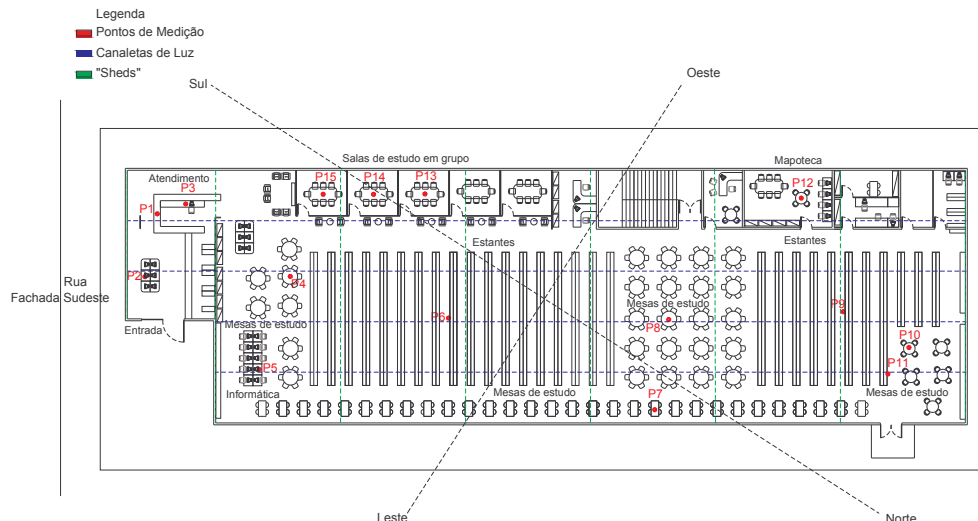 Legenda
Pontos de Medição
Canaletas de Luz
"Sheds"
Sul
Oeste
Salas de estudo em grupo
Mapoteca
Atendimento
P3
P15
P14
P13
P12
P1
Estantes
Estantes
P2
P4
Rua
Fachada Sudeste
Entrada
Mesas de estudo
P6
Mesas de estudo
P8
P9
P10
P5
P11
Informática
Mesas de estudo
Mesas de estudo
P7
Leste
Norte